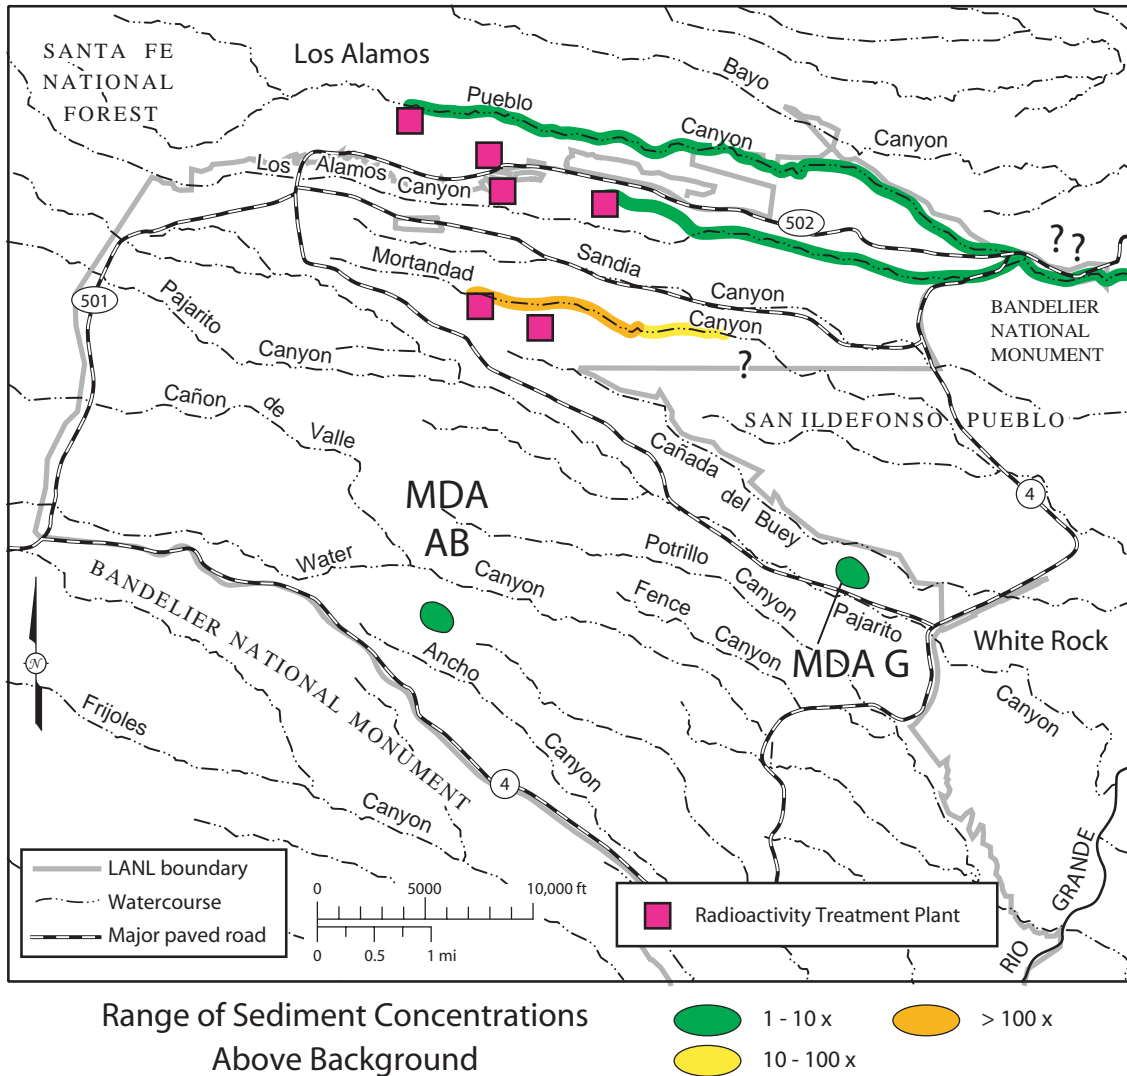 SANTA FE
NATIONAL
FOREST
Los Alamos
Bayo
Canyon
Pueblo
Canyon
Los Alamos Canyon
502
? ?
Sandia
Canyon
Mortandad
Canyon
501
Pajarito
Canyon
?
BANDELIER
NATIONAL
MONUMENT
Cañon de Valle
SAN ILDEFONSO PUEBLO
Cañada del Buey
4
MDA
AB
Water
Canyon
Potrillo
Canyon
Fence
Canyon
Pajarito
MDA G
White Rock
Canyon
BANDELIER NATIONAL MONUMENT
Ancho
Canyon
N
Frijoles
Canyon
4
RIO GRANDE
LANL boundary
Watercourse
Major paved road
0 5000 10,000 ft
0 0.5 1 mi
Radioactivity Treatment Plant
Range of Sediment Concentrations
Above Background
1 - 10 x
> 100 x
10 - 100 x